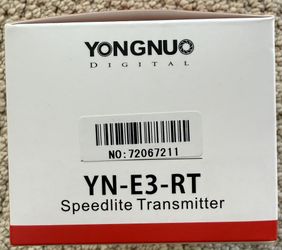 YONGNUO
DIGITAL
NO:72067211
YN-E3-RT
Speedlite Transmitter